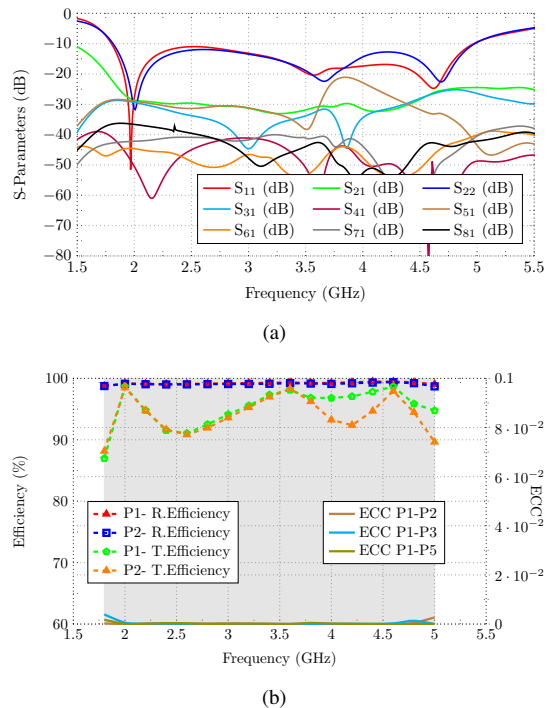 0
−10
−20
−30
−40
−50
−60
−70
−80
S-Parameters (dB)
S11 (dB) S21 (dB) S22 (dB)
S31 (dB) S41 (dB) S51 (dB)
S61 (dB) S71 (dB) S81 (dB)
1.5 2 2.5 3 3.5 4 4.5 5 5.5
Frequency (GHz)
(a)
100
90
80
70
60
Efficiency (%)
0.1
8 · 10−2
6 · 10−2
4 · 10−2
2 · 10−2
0
ECC
P1- R.Efficiency
P2- R.Efficiency
P1- T.Efficiency
P2- T.Efficiency
ECC P1-P2
ECC P1-P3
ECC P1-P5
1.5 2 2.5 3 3.5 4 4.5 5 5.5
Frequency (GHz)
(b)